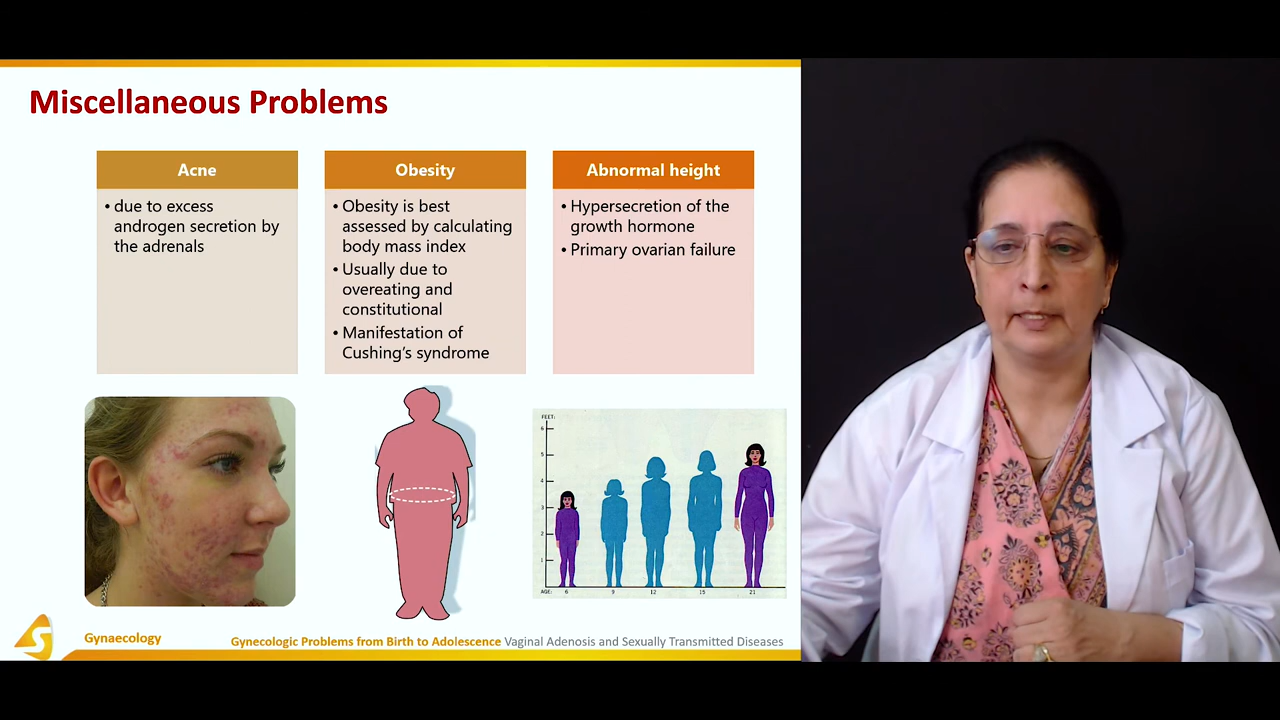 Miscellaneous Problems
Acne
• due to excess
androgen secretion by
the adrenals
Obesity
• Obesity is best
assessed by calculating
body mass index
• Usually due to
overeating and
constitutional
• Manifestation of
Cushing's syndrome
Abnormal height
• Hypersecretion of the
growth hormone
• Primary ovarian failure
FEET:
6
5
4
3
2
1
AGE: 6 9 12 15 21
Gynaecology
Gynecologic Problems from Birth to Adolescence Vaginal Adenosis and Sexually Transmitted Diseases